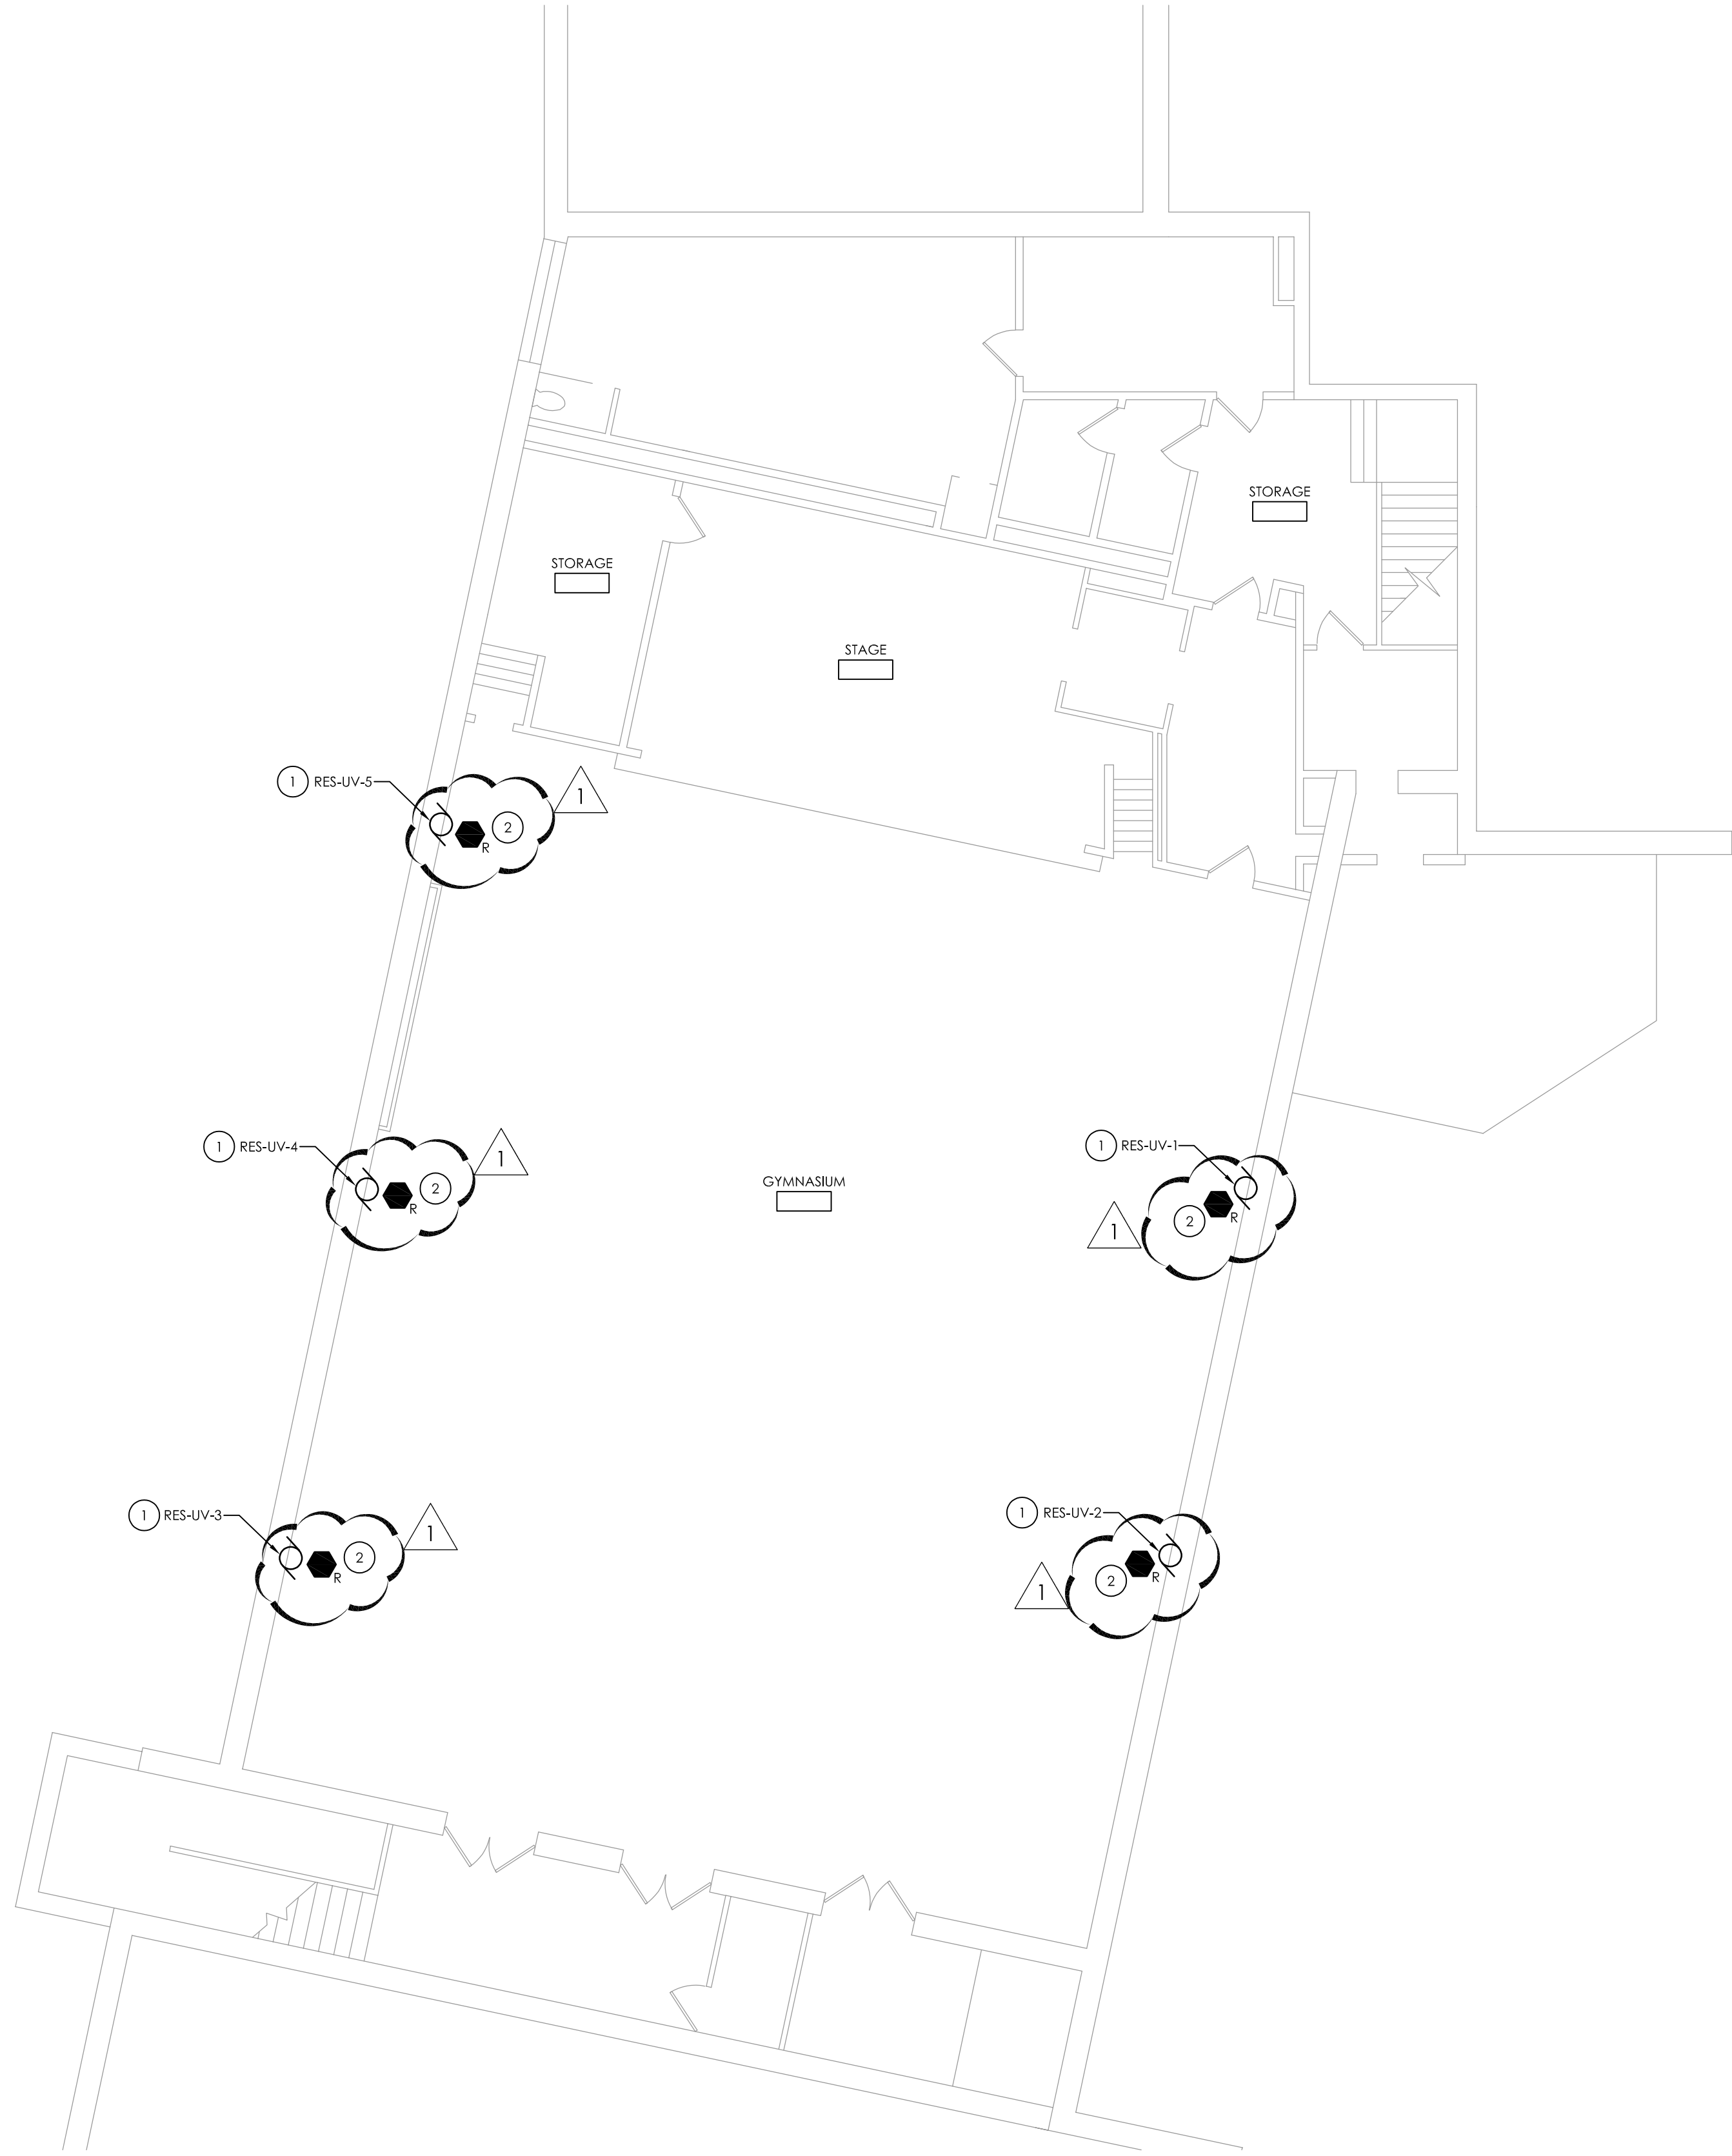 STORAGE
STORAGE
STAGE
1 RES-UV-5
2
R
1
1 RES-UV-4
2
R
1
1 RES-UV-1
2
R
1
GYMNASIUM
1 RES-UV-3
2
R
1
1 RES-UV-2
2
R
1